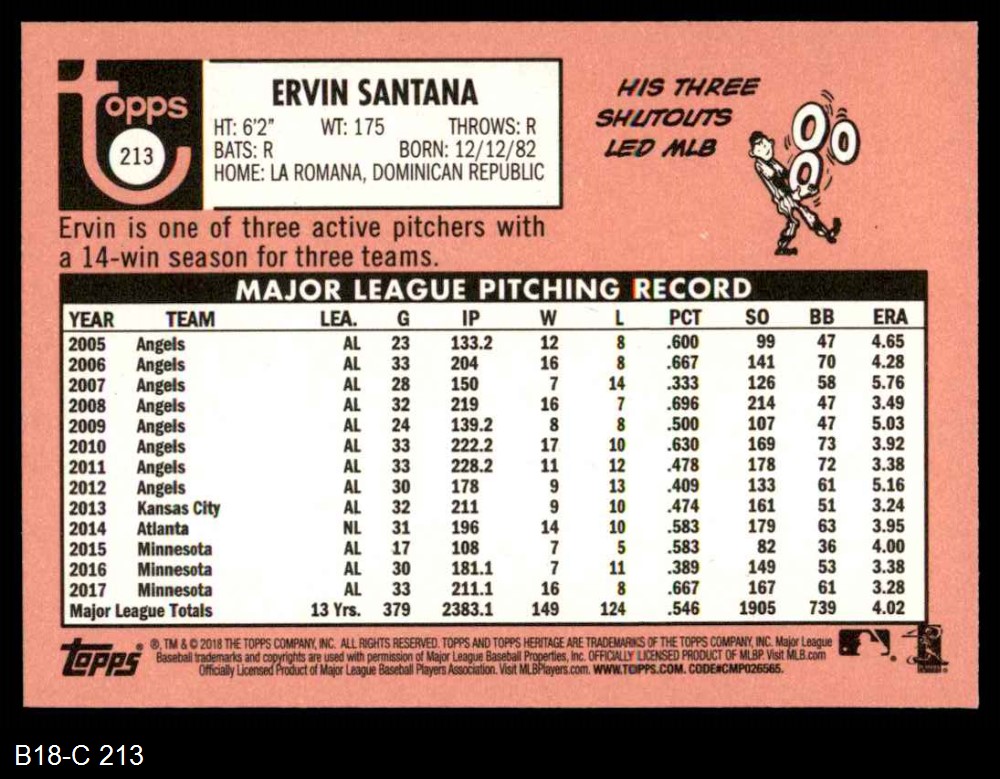 Topps
213
ERVIN SANTANA
HT: 6'2" WT: 175 THROWS: R
BATS: R BORN: 12/12/82
HOME: LA ROMANA, DOMINICAN REPUBLIC
HIS THREE
SHUTOUTS
LED MLB
Ervin is one of three active pitchers with
a 14-win season for three teams.
MAJOR LEAGUE PITCHING RECORD
YEAR TEAM LEA. G IP W L PCT SO BB ERA
2005 Angels AL 23 133.2 12 8 .600 99 47 4.65
2006 Angels AL 33 204 16 8 .667 141 70 4.28
2007 Angels AL 28 150 7 14 .333 126 58 5.76
2008 Angels AL 32 219 16 7 .696 214 47 3.49
2009 Angels AL 24 139.2 8 8 .500 107 47 5.03
2010 Angels AL 33 222.2 17 10 .630 169 73 3.92
2011 Angels AL 33 228.2 11 12 .478 178 72 3.38
2012 Angels AL 30 178 9 13 .409 133 61 5.16
2013 Kansas City AL 32 211 9 10 .474 161 51 3.24
2014 Atlanta NL 31 196 14 10 .583 179 63 3.95
2015 Minnesota AL 17 108 7 5 .583 82 36 4.00
2016 Minnesota AL 30 181.1 7 11 .389 149 53 3.38
2017 Minnesota AL 33 211.1 16 8 .667 167 61 3.28
Major League Totals 13 Yrs. 379 2383.1 149 124 .546 1905 739 4.02
Topps ®, TM & © 2018 THE TOPPS COMPANY, INC. ALL RIGHTS RESERVED. TOPPS AND TOPPS HERITAGE ARE TRADEMARKS OF THE TOPPS COMPANY, INC. Major League
Baseball trademarks and copyrights are used with permission of Major League Baseball Properties, Inc. OFFICIALLY LICENSED PRODUCT OF MLBP. Visit MLB.com
Officially Licensed Product of Major League Baseball Players Association. Visit MLBPlayers.com. WWW.TOPPS.COM. CODE#CMP026565.
B18-C 213